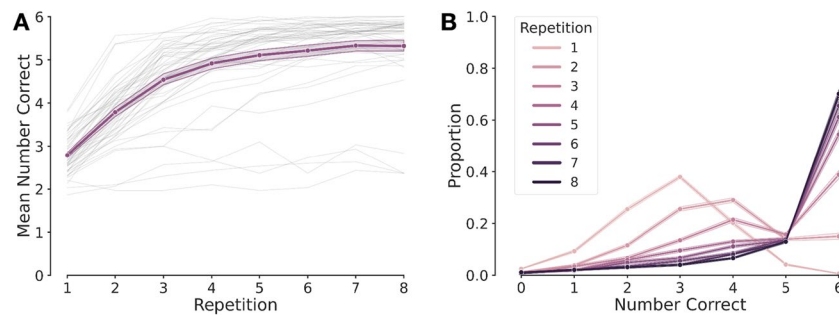 A
Mean Number Correct
6
5
4
3
2
1
0
1 2 3 4 5 6 7 8
Repetition
B
Proportion
1.0
0.8
0.6
0.4
0.2
0.0
Repetition
1
2
3
4
5
6
7
8
0 1 2 3 4 5 6
Number Correct